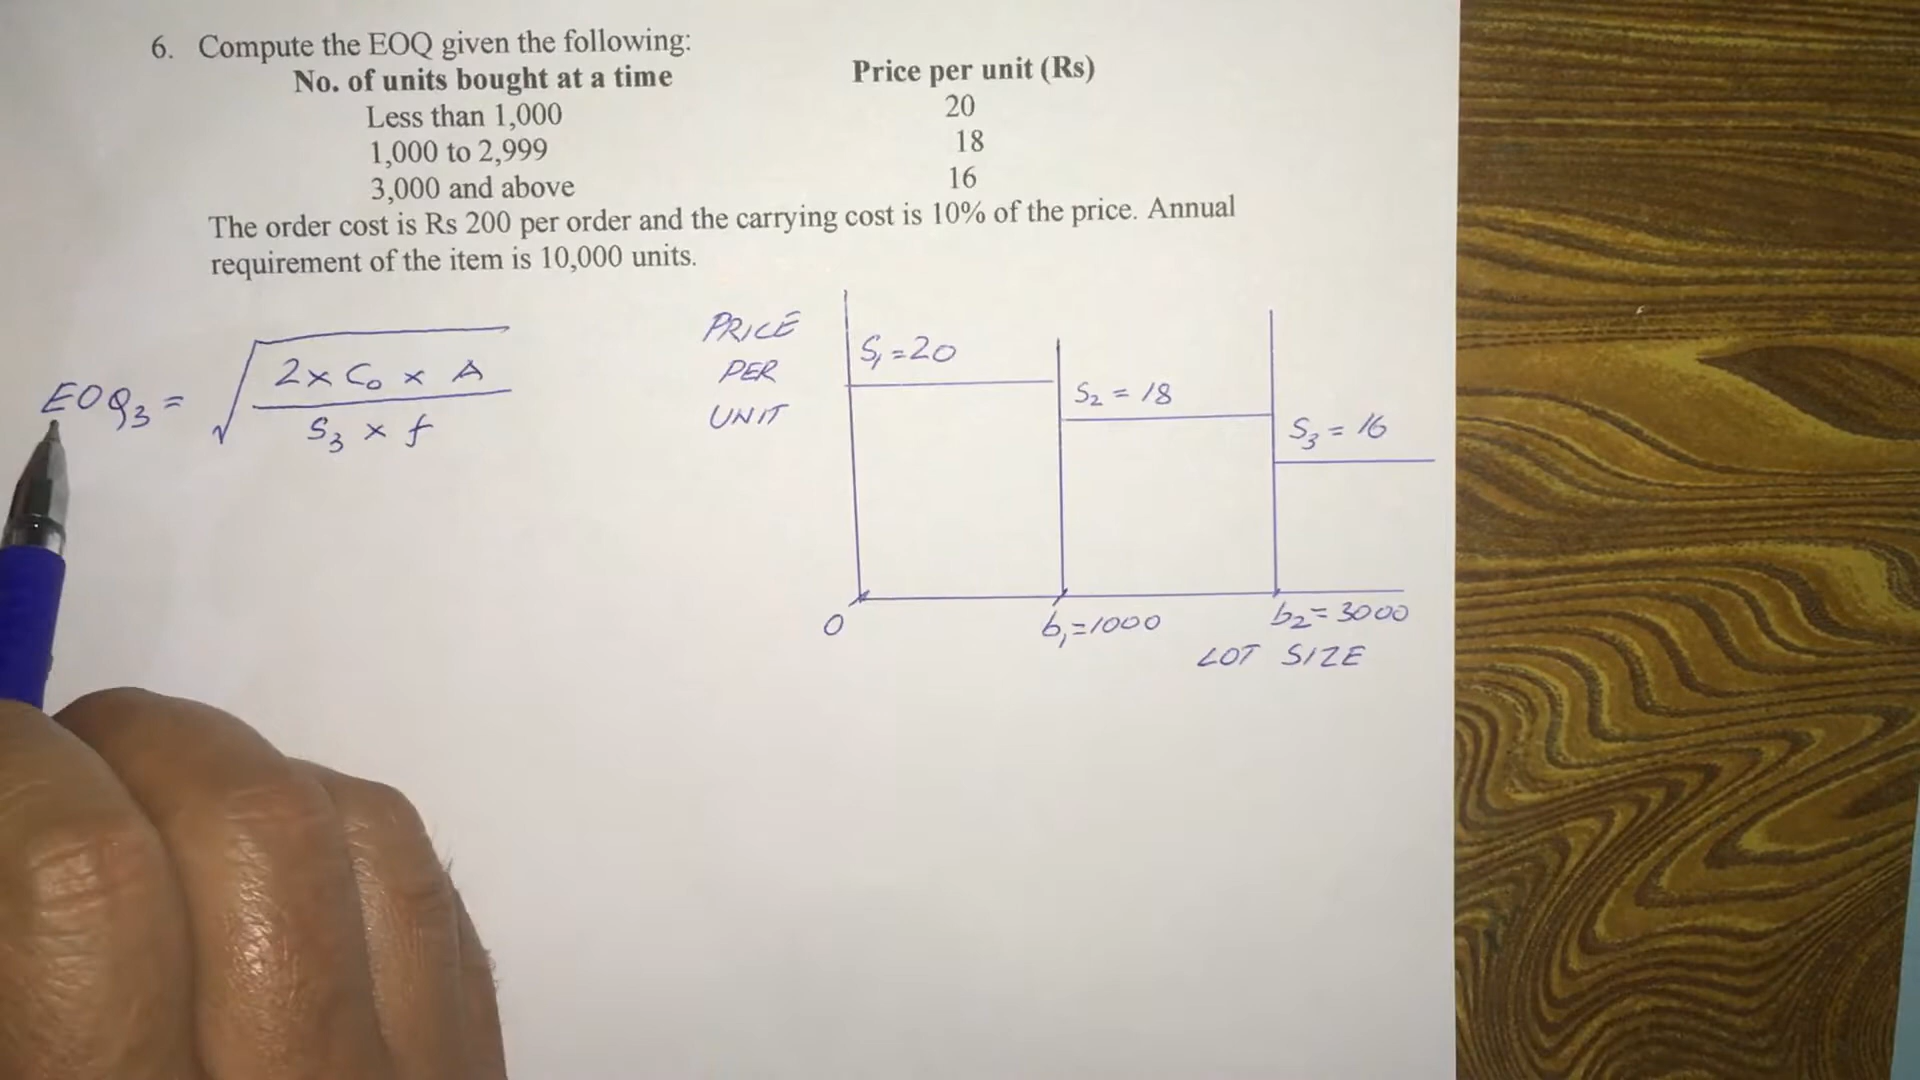 6. Compute the EOQ given the following:
No. of units bought at a time Price per unit (Rs)
Less than 1,000 20
1,000 to 2,999 18
3,000 and above 16
The order cost is Rs 200 per order and the carrying cost is 10% of the price. Annual
requirement of the item is 10,000 units.
EOQ₃ = √
2 x C₀ x A
S₃ x f
PRICE
PER
UNIT
S₁ = 20
S₂ = 18
S₃ = 16
0
b₁ = 1000
b₂ = 3000
LOT SIZE